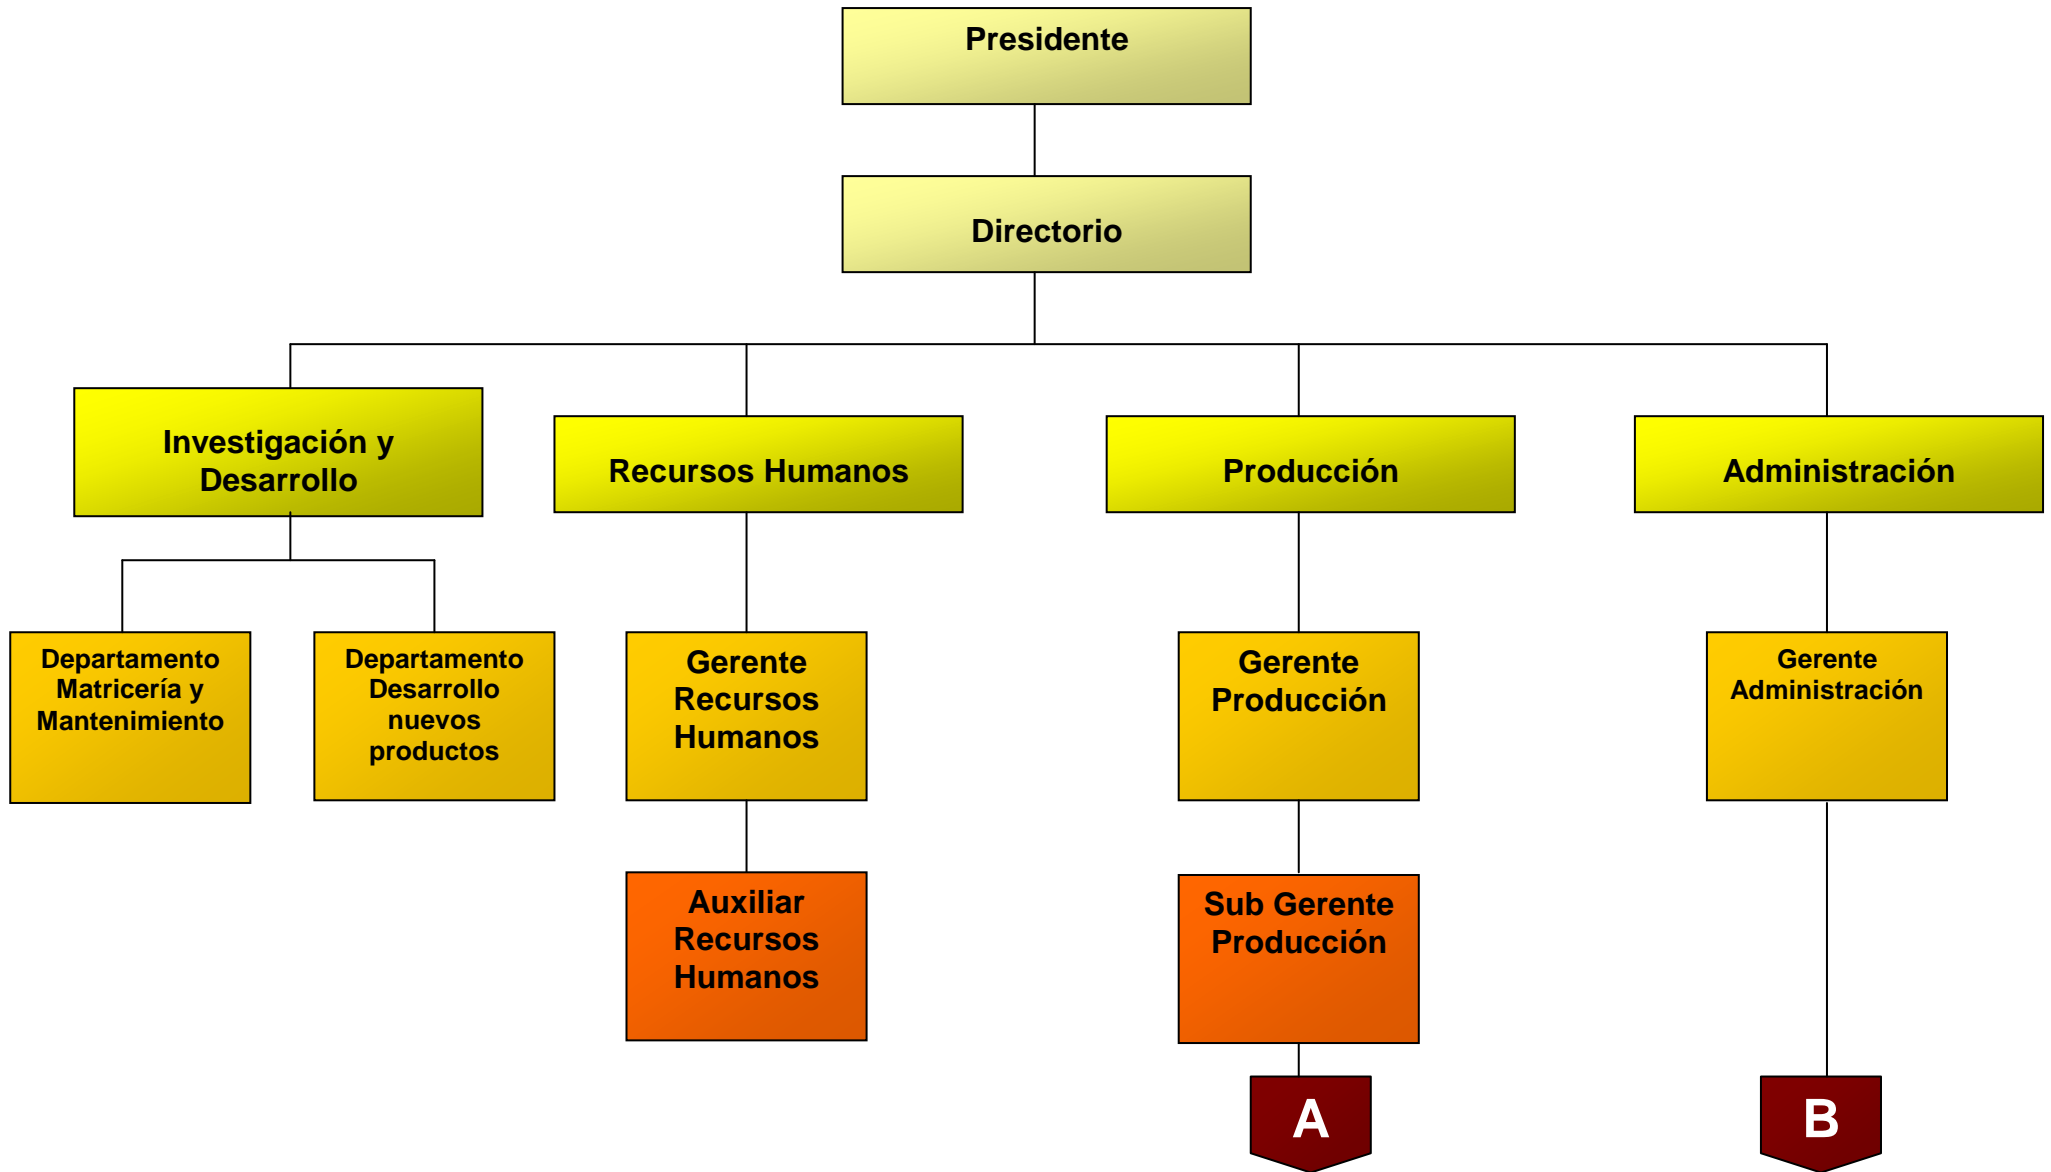 Presidente
Directorio
Investigación y
Desarrollo
Recursos Humanos
Producción
Administración
Departamento
Matricería y
Mantenimiento
Departamento
Desarrollo
nuevos
productos
Gerente
Recursos
Humanos
Gerente
Producción
Gerente
Administración
Auxiliar
Recursos
Humanos
Sub Gerente
Producción
A
B